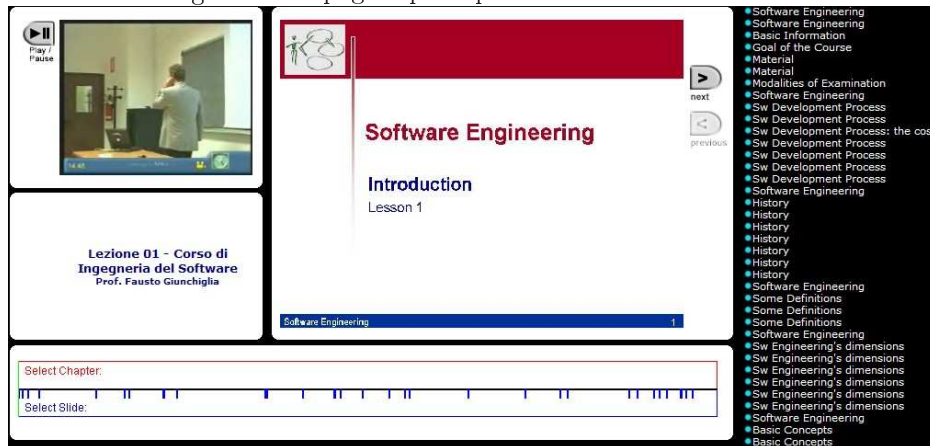 Play /
Pause
14:45
Lezione 01 - Corso di
Ingegneria del Software
Prof. Fausto Giunchiglia
Software Engineering
Introduction
Lesson 1
Software Engineering 1
>
next
<
previous
Select Chapter:
Select Slide:
Software Engineering
Software Engineering
Basic Information
Goal of the Course
Material
Material
Modalities of Examination
Software Engineering
Sw Development Process
Sw Development Process
Sw Development Process: the cos
Sw Development Process
Sw Development Process
Sw Development Process
Sw Development Process
Software Engineering
History
History
History
History
History
History
History
Software Engineering
Some Definitions
Some Definitions
Some Definitions
Software Engineering
Sw Engineering's dimensions
Sw Engineering's dimensions
Sw Engineering's dimensions
Sw Engineering's dimensions
Sw Engineering's dimensions
Sw Engineering's dimensions
Software Engineering
Basic Concepts
Basic Concepts